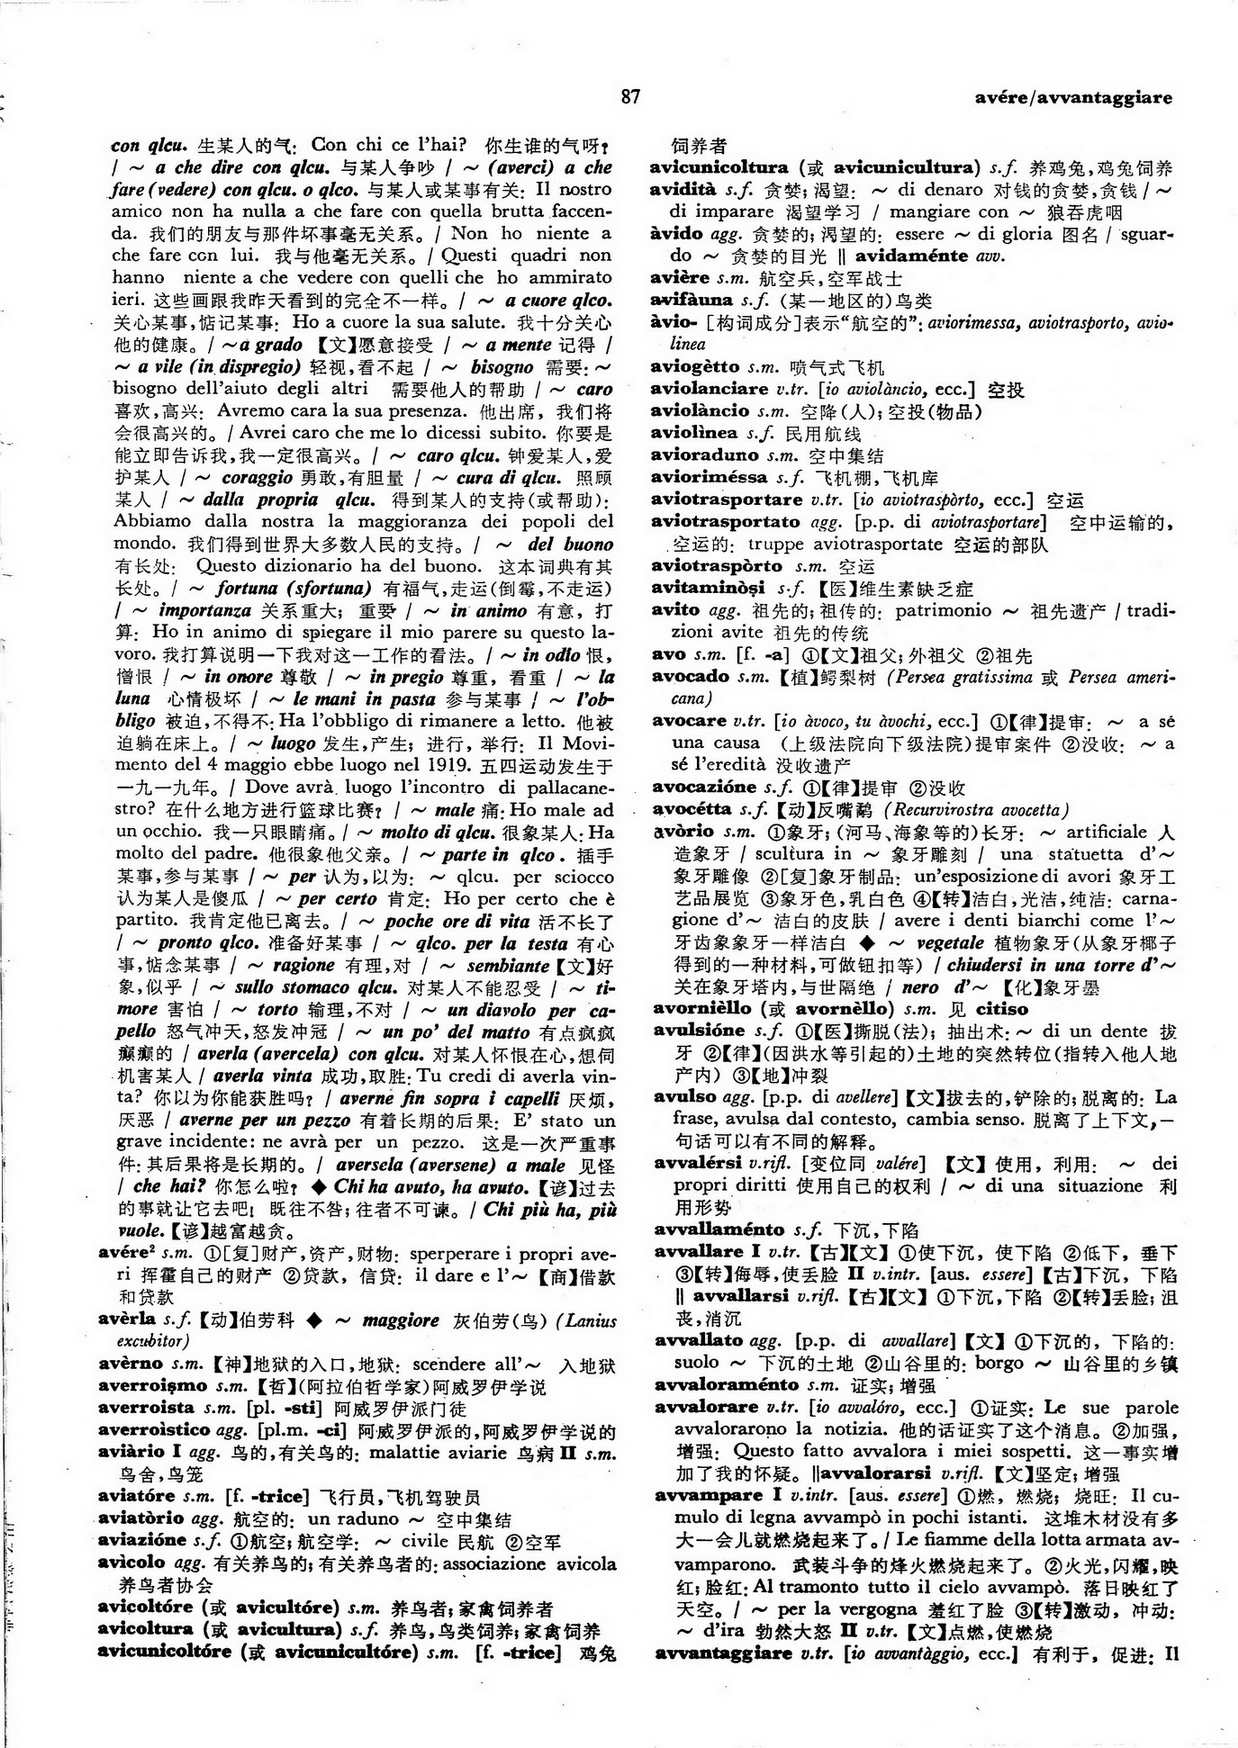 87
avére/avvantaggiare
con qlcu. 生某人的气: Con chi ce l'hai? 你生谁的气呀?
/ ~ a che dire con qlcu. 与某人争吵 / ~ (averci) a che
fare (vedere) con qlcu. o qlco. 与某人或某事有关: Il nostro
amico non ha nulla a che fare con quella brutta faccen-
da. 我们的朋友与那件坏事毫无关系。/ Non ho niente a
che fare con lui. 我与他毫无关系。/ Questi quadri non
hanno niente a che vedere con quelli che ho ammirato
ieri. 这些画跟我昨天看到的完全不一样。/ ~ a cuore qlco.
关心某事,惦记某事: Ho a cuore la sua salute. 我十分关心
他的健康。/ ~ a grado 【文】愿意接受 / ~ a mente 记得 /
~ a vile (in dispregio) 轻视,看不起 / ~ bisogno 需要: ~
bisogno dell'aiuto degli altri 需要他人的帮助 / ~ caro
喜欢,高兴: Avremo cara la sua presenza. 他出席, 我们将
会很高兴的。/ Avrei caro che me lo dicessi subito. 你要是
能立即告诉我,我一定很高兴。/ ~ caro qlcu. 钟爱某人,爱
护某人 / ~ coraggio 勇敢,有胆量 / ~ cura di qlcu. 照顾
某人 / ~ dalla propria qlcu. 得到某人的支持(或帮助):
Abbiamo dalla nostra la maggioranza dei popoli del
mondo. 我们得到世界大多数人民的支持。/ ~ del buono
有长处: Questo dizionario ha del buono. 这本词典有其
长处。/ ~ fortuna (sfortuna) 有福气,走运(倒霉,不走运)
/ ~ importanza 关系重大; 重要 / ~ in animo 有意, 打
算: Ho in animo di spiegare il mio parere su questo la-
voro. 我打算说明一下我对这一工作的看法。/ ~ in odio 恨,
憎恨 / ~ in onore 尊敬 / ~ in pregio 尊重, 看重 / ~ la
luna 心情极坏 / ~ le mani in pasta 参与某事 / ~ l'ob-
bligo 被迫,不得不: Ha l'obbligo di rimanere a letto. 他被
迫躺在床上。/ ~ luogo 发生,产生; 进行, 举行: Il Movi-
mento del 4 maggio ebbe luogo nel 1919. 五四运动发生于
一九一九年。/ Dove avrà luogo l'incontro di pallacane-
stro? 在什么地方进行篮球比赛? / ~ male 痛: Ho male ad
un occhio. 我一只眼睛痛。/ ~ molto di qlcu. 很象某人: Ha
molto del padre. 他很象他父亲。/ ~ parte in qlco. 插手
某事,参与某事 / ~ per 认为,以为: ~ qlcu. per sciocco
认为某人是傻瓜 / ~ per certo 肯定: Ho per certo che è
partito. 我肯定他已离去。/ ~ poche ore di vita 活不长了
/ ~ pronto qlco. 准备好某事 / ~ qlco. per la testa 有心
事,惦念某事 / ~ ragione 有理,对 / ~ sembiante【文】好
象,似乎 / ~ sullo stomaco qlcu. 对某人不能忍受 / ~ ti-
more 害怕 / ~ torto 输理,不对 / ~ un diavolo per ca-
pello 怒气冲天,怒发冲冠 / ~ un po' del matto 有点疯疯
癫癫的 / averla (avercela) con qlcu. 对某人怀恨在心,想伺
机害某人 / averla vinta 成功,取胜: Tu credi di averla vin-
ta? 你以为你能获胜吗? / averne fin sopra i capelli 厌烦,
厌恶 / averne per un pezzo 有着长期的后果: E' stato un
grave incidente: ne avrà per un pezzo. 这是一次严重事
件: 其后果将是长期的。/ aversela (aversene) a male 见怪
/ che hai? 你怎么啦? ◆ Chi ha avuto, ha avuto. 【谚】过去
的事就让它去吧! 既往不咎; 往者不可谏。/ Chi più ha, più
vuole.【谚】越富越贪。
avére² s.m. ①[复]财产,资产,财物: sperperare i propri ave-
ri 挥霍自己的财产 ②贷款, 信贷: il dare e l'~ 【商】借款
和贷款
avèrla s.f.【动】伯劳科 ◆ ~ maggiore 灰伯劳(鸟) (Lanius
excubitor)
avèrno s.m. 【神】地狱的入口,地狱: scendere all'~ 入地狱
averroişmo s.m. 【哲】(阿拉伯哲学家)阿威罗伊学说
averroista s.m. [pl. -sti] 阿威罗伊派门徒
averroìstico agg. [pl.m. -ci] 阿威罗伊派的,阿威罗伊学说的
aviàrio I agg. 鸟的,有关鸟的: malattie aviarie 鸟病 II s.m.
鸟舍,鸟笼
aviatóre s.m. [f. -trice] 飞行员,飞机驾驶员
aviatòrio agg. 航空的: un raduno ~ 空中集结
aviazióne s.f. ①航空; 航空学: ~ civile 民航 ②空军
avìcolo agg. 有关养鸟的; 有关养鸟者的: associazione avicola
养鸟者协会
avicoltóre (或 avicultóre) s.m. 养鸟者; 家禽饲养者
avicoltura (或 avicultura) s.f. 养鸟,鸟类饲养; 家禽饲养
avicunicoltóre (或 avicunicultóre) s.m. [f. -trice] 鸡兔
饲养者
avicunicoltura (或 avicunicultura) s.f. 养鸡兔,鸡兔饲养
avidità s.f. 贪婪; 渴望: ~ di denaro 对钱的贪婪,贪钱 / ~
di imparare 渴望学习 / mangiare con ~ 狼吞虎咽
àvido agg. 贪婪的; 渴望的: essere ~ di gloria 图名 / sguar-
do ~ 贪婪的目光 ‖ avidaménte avv.
avière s.m. 航空兵,空军战士
avifàuna s.f. (某一地区的)鸟类
àvio- [构词成分]表示“航空的”: aviorimessa, aviotrasporto, avio-
linea
aviogètto s.m. 喷气式飞机
aviolanciare v.tr. [io aviolàncio, ecc.] 空投
aviolàncio s.m. 空降(人); 空投(物品)
aviolìnea s.f. 民用航线
avioraduno s.m. 空中集结
avioriméssa s.f. 飞机棚,飞机库
aviotrasportare v.tr. [io aviotraspòrto, ecc.] 空运
aviotrasportato agg. [p.p. di aviotrasportare] 空中运输的,
空运的: truppe aviotrasportate 空运的部队
aviotraspòrto s.m. 空运
avitaminòşi s.f. 【医】维生素缺乏症
avito agg. 祖先的; 祖传的: patrimonio ~ 祖先遗产 / tradi-
zioni avite 祖先的传统
avo s.m. [f. -a] ①【文】祖父; 外祖父 ②祖先
avocado s.m. 【植】鳄梨树 (Persea gratissima 或 Persea ameri-
cana)
avocare v.tr. [io àvoco, tu àvochi, ecc.] ①【律】提审: ~ a sé
una causa (上级法院向下级法院)提审案件 ②没收: ~ a
sé l'eredità 没收遗产
avocazióne s.f. ①【律】提审 ②没收
avocétta s.f. 【动】反嘴鹬 (Recurvirostra avocetta)
avòrio s.m. ①象牙; (河马、海象等的)长牙: ~ artificiale 人
造象牙 / scultura in ~ 象牙雕刻 / una statuetta d'~
象牙雕像 ②[复]象牙制品: un'esposizione di avori 象牙工
艺品展览 ③象牙色,乳白色 ④【转】洁白,光洁,纯洁: carna-
gione d'~ 洁白的皮肤 / avere i denti bianchi come l'~
牙齿象象牙一样洁白 ◆ ~ vegetale 植物象牙(从象牙椰子
得到的一种材料,可做钮扣等) / chiudersi in una torre d'~
关在象牙塔内,与世隔绝 / nero d'~ 【化】象牙墨
avornièllo (或 avornèllo) s.m. 见 citiso
avulsióne s.f. ①【医】撕脱(法); 抽出术: ~ di un dente 拔
牙 ②【律】(因洪水等引起的)土地的突然转位(指转入他人地
产内) ③【地】冲裂
avulso agg. [p.p. di avellere]【文】拔去的,铲除的; 脱离的: La
frase, avulsa dal contesto, cambia senso. 脱离了上下文,一
句话可以有不同的解释。
avvalérsi v.rifl. [变位同 valére] 【文】 使用, 利用: ~ dei
propri diritti 使用自己的权利 / ~ di una situazione 利
用形势
avvallaménto s.f. 下沉,下陷
avvallare I v.tr. 【古】【文】 ①使下沉, 使下陷 ②低下, 垂下
③【转】侮辱,使丢脸 II v.intr. [aus. essere]【古】下沉, 下陷
‖ avvallarsi v.rifl. 【古】【文】 ①下沉,下陷 ②【转】丢脸; 沮
丧,消沉
avvallato agg. [p.p. di avvallare]【文】 ①下沉的, 下陷的:
suolo ~ 下沉的土地 ②山谷里的: borgo ~ 山谷里的乡镇
avvaloraménto s.m. 证实; 增强
avvalorare v.tr. [io avvalóro, ecc.] ①证实: Le sue parole
avvalorarono la notizia. 他的话证实了这个消息。②加强,
增强: Questo fatto avvalora i miei sospetti. 这一事实增
加了我的怀疑。‖avvalorarsi v.rifl. 【文】坚定; 增强
avvampare I v.intr. [aus. essere] ①燃, 燃烧; 烧旺: Il cu-
mulo di legna avvampò in pochi istanti. 这堆木材没有多
大一会儿就燃烧起来了。/ Le fiamme della lotta armata av-
vamparono. 武装斗争的烽火燃烧起来了。②火光,闪耀,映
红; 脸红: Al tramonto tutto il cielo avvampò. 落日映红了
天空。/ ~ per la vergogna 羞红了脸 ③【转】激动, 冲动:
~ d'ira 勃然大怒 II v.tr. 【文】点燃,使燃烧
avvantaggiare v.tr. [io avvantàggio, ecc.] 有利于, 促进: Il